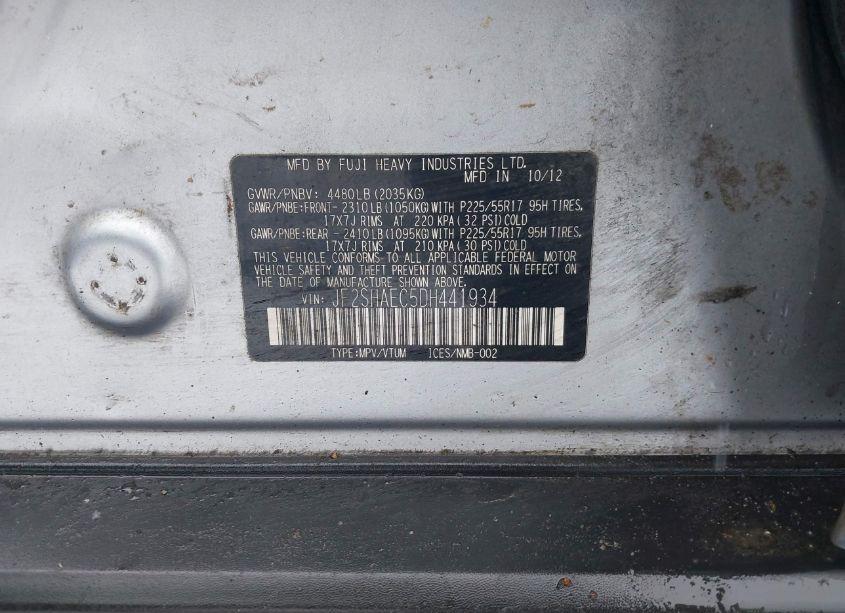 MFD BY FUJI HEAVY INDUSTRIES LTD.
MFD IN 10/12
GVWR/PNBV: 4480LB (2035KG)
GAWR/PNBE:FRONT- 2310LB (1050KG)WITH P225/55R17 95H TIRES,
17X7J RIMS AT 220 KPA (32 PSI)COLD
GAWR/PNBE:REAR - 2410LB (1095KG)WITH P225/55R17 95H TIRES,
17X7J RIMS AT 210 KPA (30 PSI)COLD
THIS VEHICLE CONFORMS TO ALL APPLICABLE FEDERAL MOTOR
VEHICLE SAFETY AND THEFT PREVENTION STANDARDS IN EFFECT ON
THE DATE OF MANUFACTURE SHOWN ABOVE.
VIN: JF2SHAEC5DH441934
TYPE:MPV/VTUM ICES/NMB-002